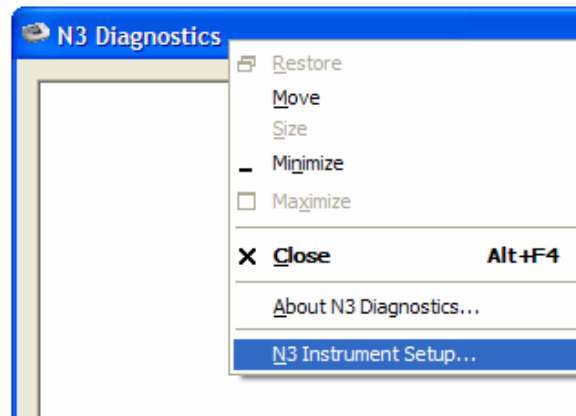 N3 Diagnostics
Restore
Move
Size
Minimize
Maximize
Close Alt+F4
About N3 Diagnostics...
N3 Instrument Setup...